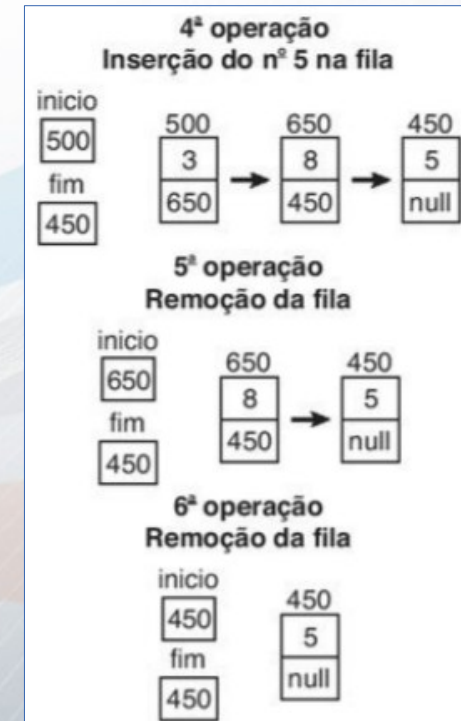 4ª operação
Inserção do nº 5 na fila
inicio
500
fim
450
500
3
650
650
8
450
450
5
null
5ª operação
Remoção da fila
inicio
650
fim
450
650
8
450
450
5
null
6ª operação
Remoção da fila
inicio
450
fim
450
450
5
null